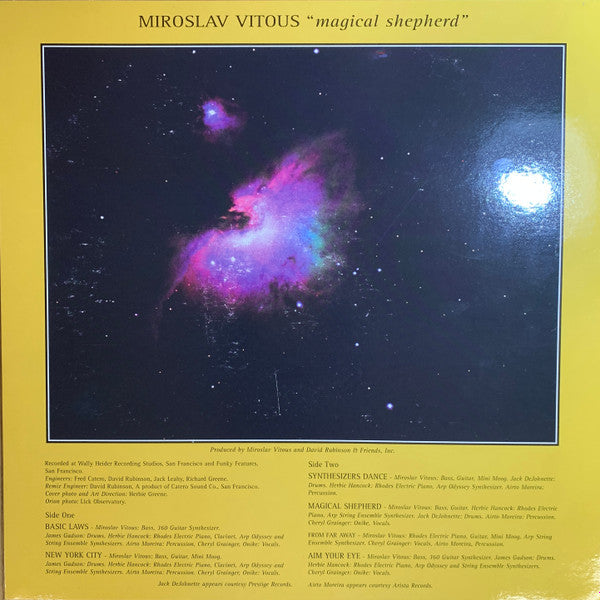 MIROSLAV VITOUS "magical shepherd"
Produced by Miroslav Vitous and David Rubinson & Friends, Inc.
Recorded at Wally Heider Recording Studios, San Francisco and Funky Features,
San Francisco.
Engineers: Fred Catero, David Rubinson, Jack Leahy, Richard Greene.
Remix Engineer: David Rubinson, A product of Catero Sound Co., San Francisco.
Cover photo and Art Direction: Herbie Greene.
Orion photo: Lick Observatory.
Side One
BASIC LAWS - Miroslav Vitous: Bass, 360 Guitar Synthesizer.
James Gadson: Drums, Herbie Hancock: Rhodes Electric Piano, Clavinet, Arp Odyssey and
String Ensemble Synthesizers. Airto Moreira: Percussion. Cheryl Grainger, Onike: Vocals.
NEW YORK CITY - Miroslav Vitous: Bass, Guitar, Mini Moog.
James Gadson: Drums, Herbie Hancock: Rhodes Electric Piano, Clavinet, Arp Odyssey and
String Ensemble Synthesizers. Airto Moreira: Percussion. Cheryl Grainger, Onike: Vocals.
Jack DeJohnette appears courtesy Prestige Records.
Side Two
SYNTHESIZERS DANCE - Miroslav Vitous: Bass, Guitar, Mini Moog. Jack DeJohnette:
Drums. Herbie Hancock: Rhodes Electric Piano, Arp Odyssey Synthesizer. Airto Moreira:
Percussion.
MAGICAL SHEPHERD - Miroslav Vitous: Bass, Guitar. Herbie Hancock: Rhodes Electric
Piano, Arp String Ensemble Synthesizer, Jack DeJohnette: Drums. Airto Moreira: Percussion.
Cheryl Grainger: Onike, Vocals.
FROM FAR AWAY - Miroslav Vitous: Rhodes Electric Piano, Guitar, Mini Moog, Arp String
Ensemble Synthesizer. Cheryl Grainger: Vocals, Airto Moreira, Percussion.
AIM YOUR EYE - Miroslav Vitous: Bass, 360 Guitar Synthesizer. James Gadson: Drums.
Herbie Hancock: Rhodes Electric Piano, Arp Odyssey and String Ensemble Synthesizers.
Cheryl Grainger, Onike: Vocals.
Airto Moreira appears courtesy Arista Records.